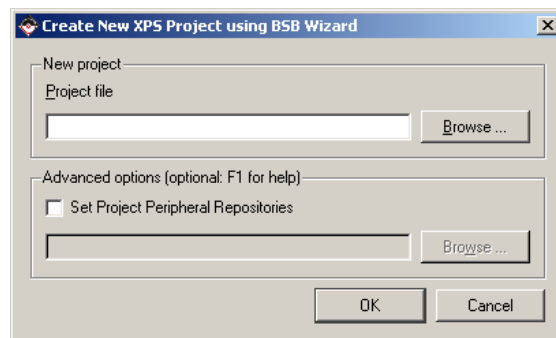 Create New XPS Project using BSB Wizard
New project
Project file
Browse ...
Advanced options (optional: F1 for help)
Set Project Peripheral Repositories
Browse ...
OK
Cancel